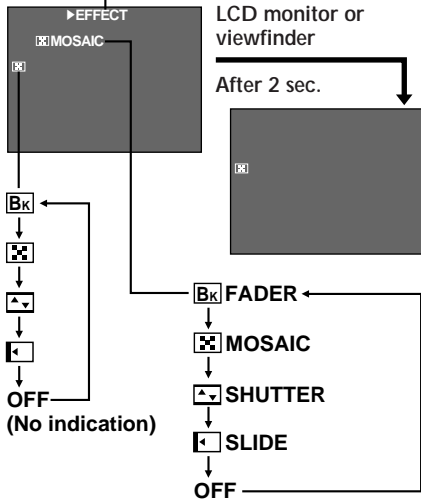 ▶EFFECT
MOSAIC
LCD monitor or
viewfinder
After 2 sec.
BK
OFF
(No indication)
BK FADER
MOSAIC
SHUTTER
SLIDE
OFF